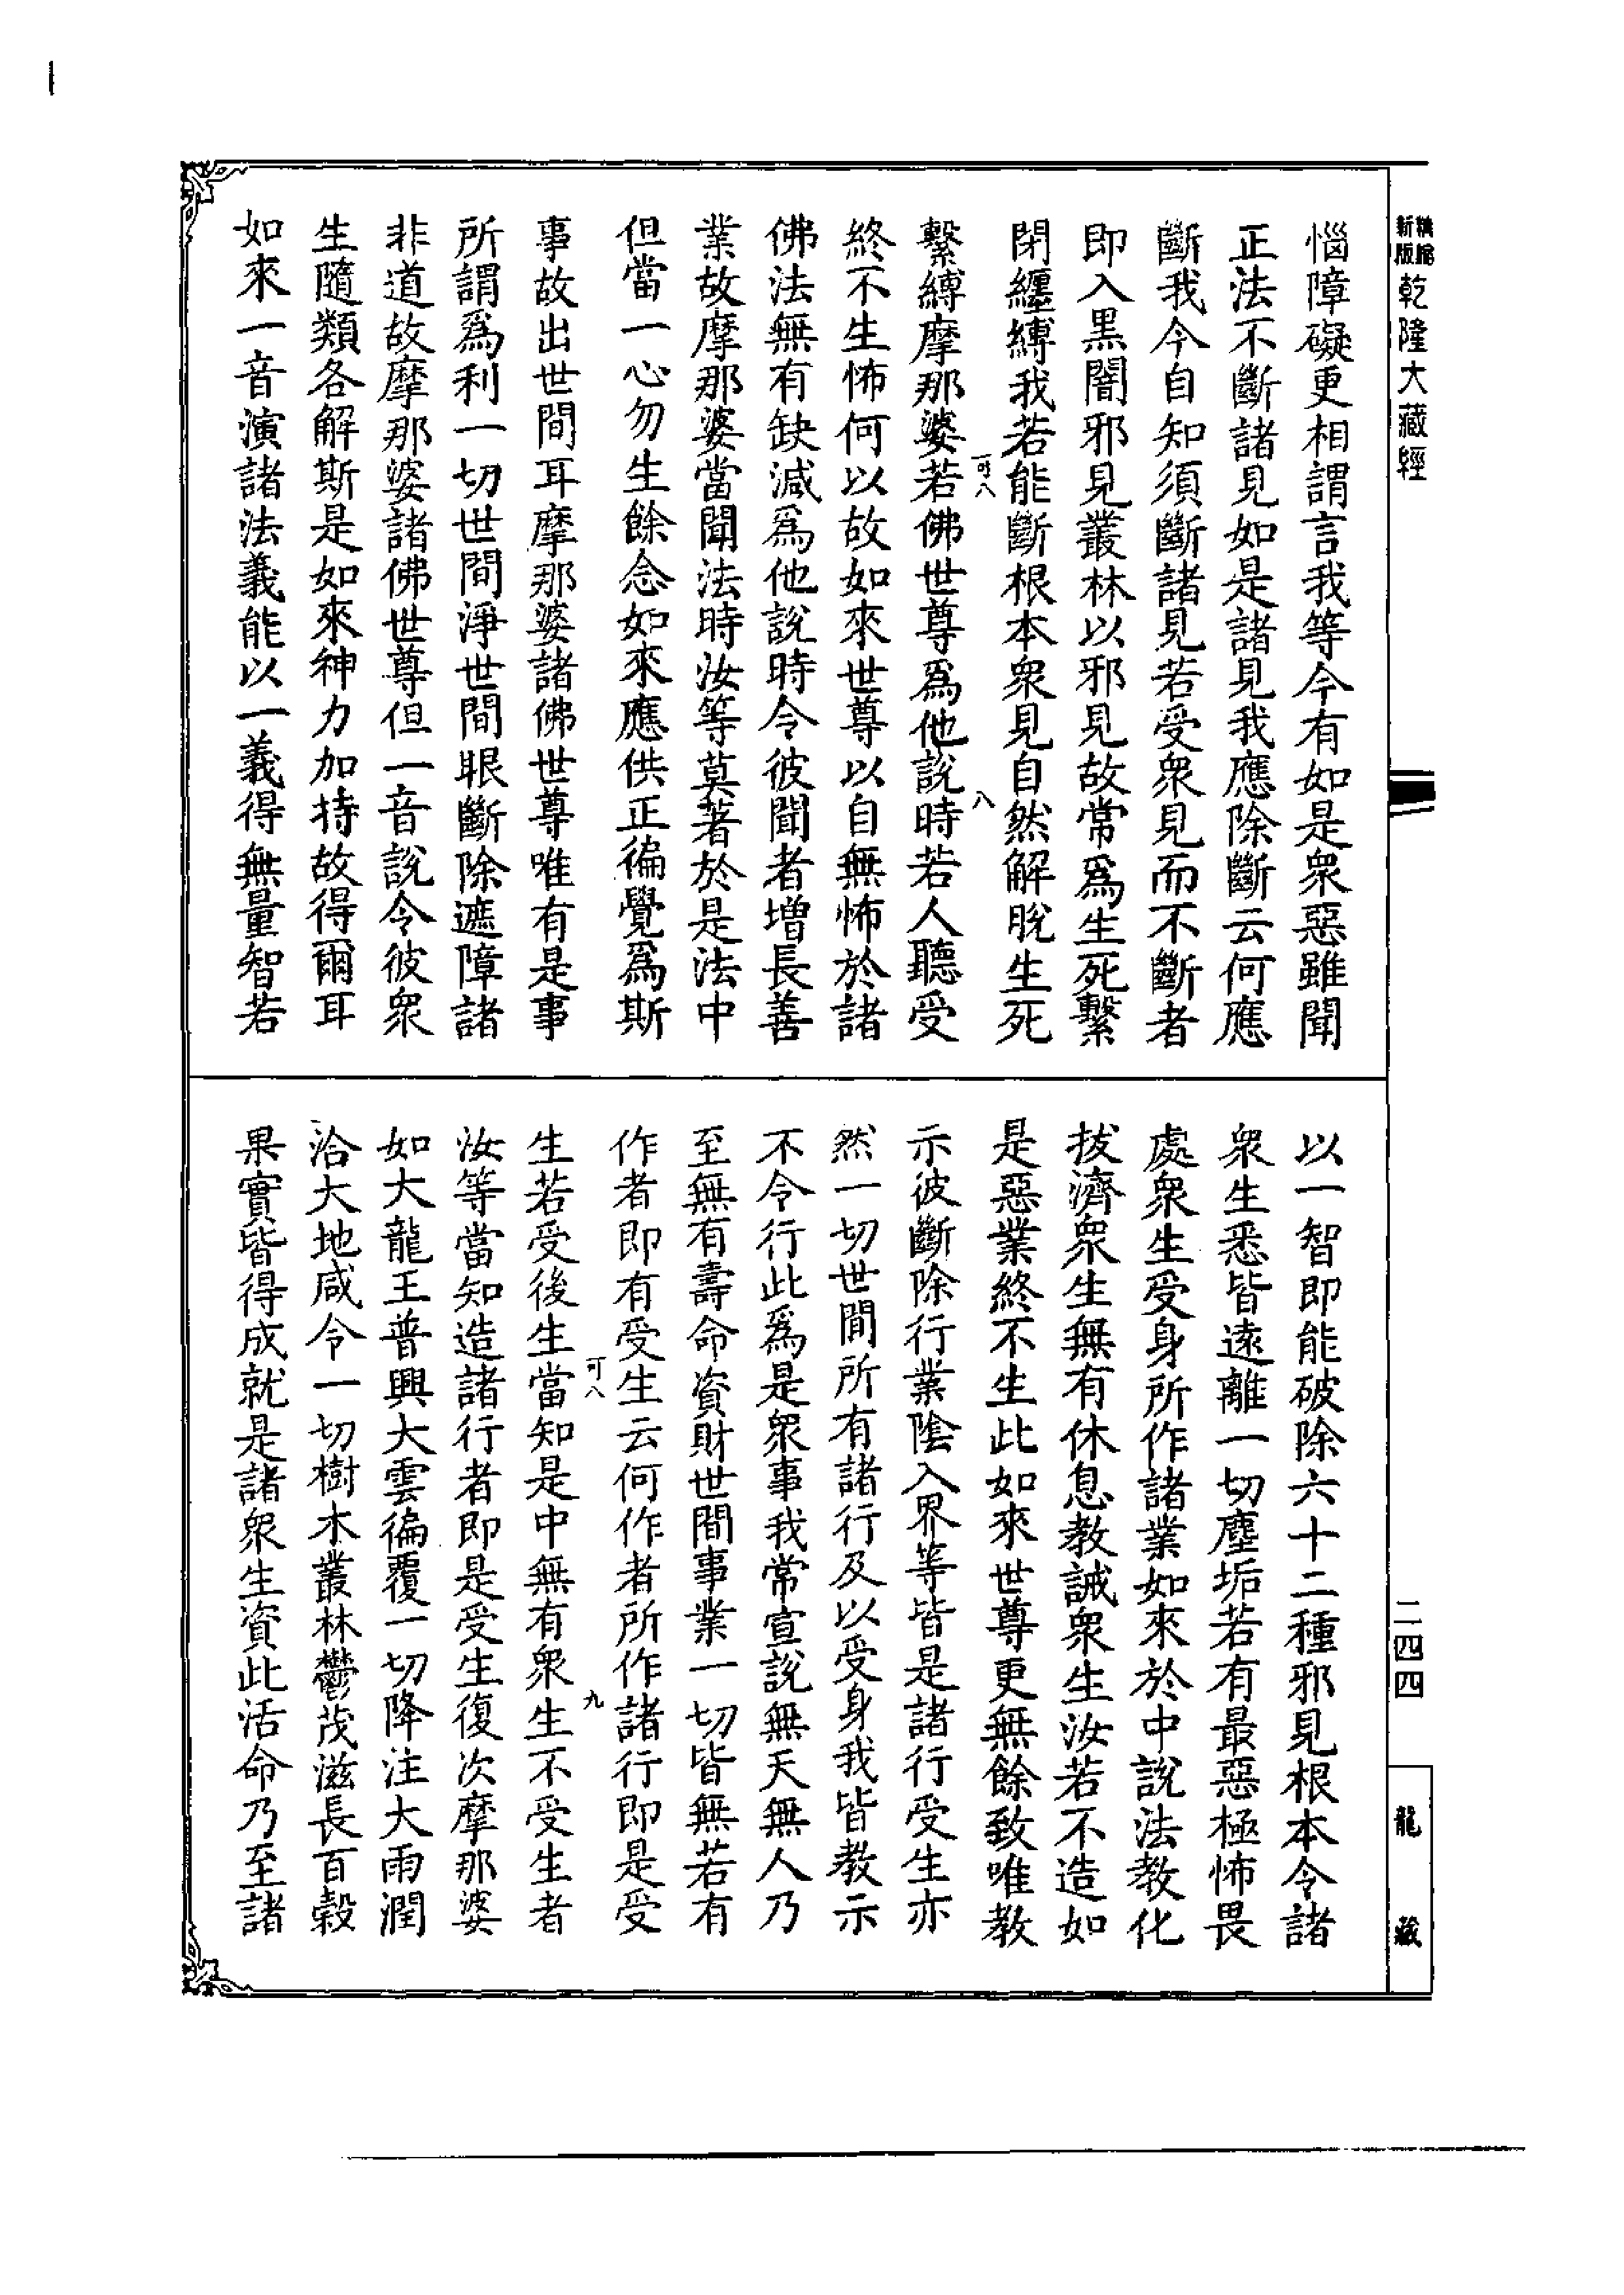 新版
乾隆大藏經
惱障礙更相謂言我等今有如是衆惡雖聞
正法不斷諸見如是諸見我應除斷云何應
斷我今自知須斷諸見若受衆見而不斷者
即入黑闇邪見叢林以邪見故常爲生死繫
閉纏縛我若能斷根本衆見自然解脫生死
可八
八
繫縛摩那婆若佛世尊爲他說時若人聽受
終不生怖何以故如來世尊以自無怖於諸
佛法無有缺減爲他說時令彼聞者增長善
業故摩那婆當聞法時汝等莫著於是法中
但當一心勿生餘念如來應供正徧覺爲斯
事故出世間耳摩那婆諸佛世尊唯有是事
所謂爲利一切世間淨世間眼斷除遮障諸
非道故摩那婆諸佛世尊但一音說令彼衆
生隨類各解斯是如來神力加持故得爾耳
如來一音演諸法義能以一義得無量智若
以一智即能破除六十二種邪見根本令諸
衆生悉皆遠離一切塵垢若有最惡極怖畏
處衆生受身所作諸業如來於中說法教化
拔濟衆生無有休息教誡衆生汝若不造如
是惡業終不生此如來世尊更無餘致唯教
示彼斷除行業陰入界等皆是諸行受生亦
然一切世間所有諸行及以受身我皆教示
不令行此爲是衆事我常宣說無天無人乃
至無有壽命資財世間事業一切皆無若有
作者即有受生云何作者所作諸行即是受
可八
九
生若受後生當知是中無有衆生不受生者
汝等當知造諸行者即是受生復次摩那婆
如大龍王普興大雲徧覆一切降注大雨潤
洽大地咸令一切樹木叢林鬱茂滋長百穀
果實皆得成就是諸衆生資此活命乃至諸
二四四
龍藏